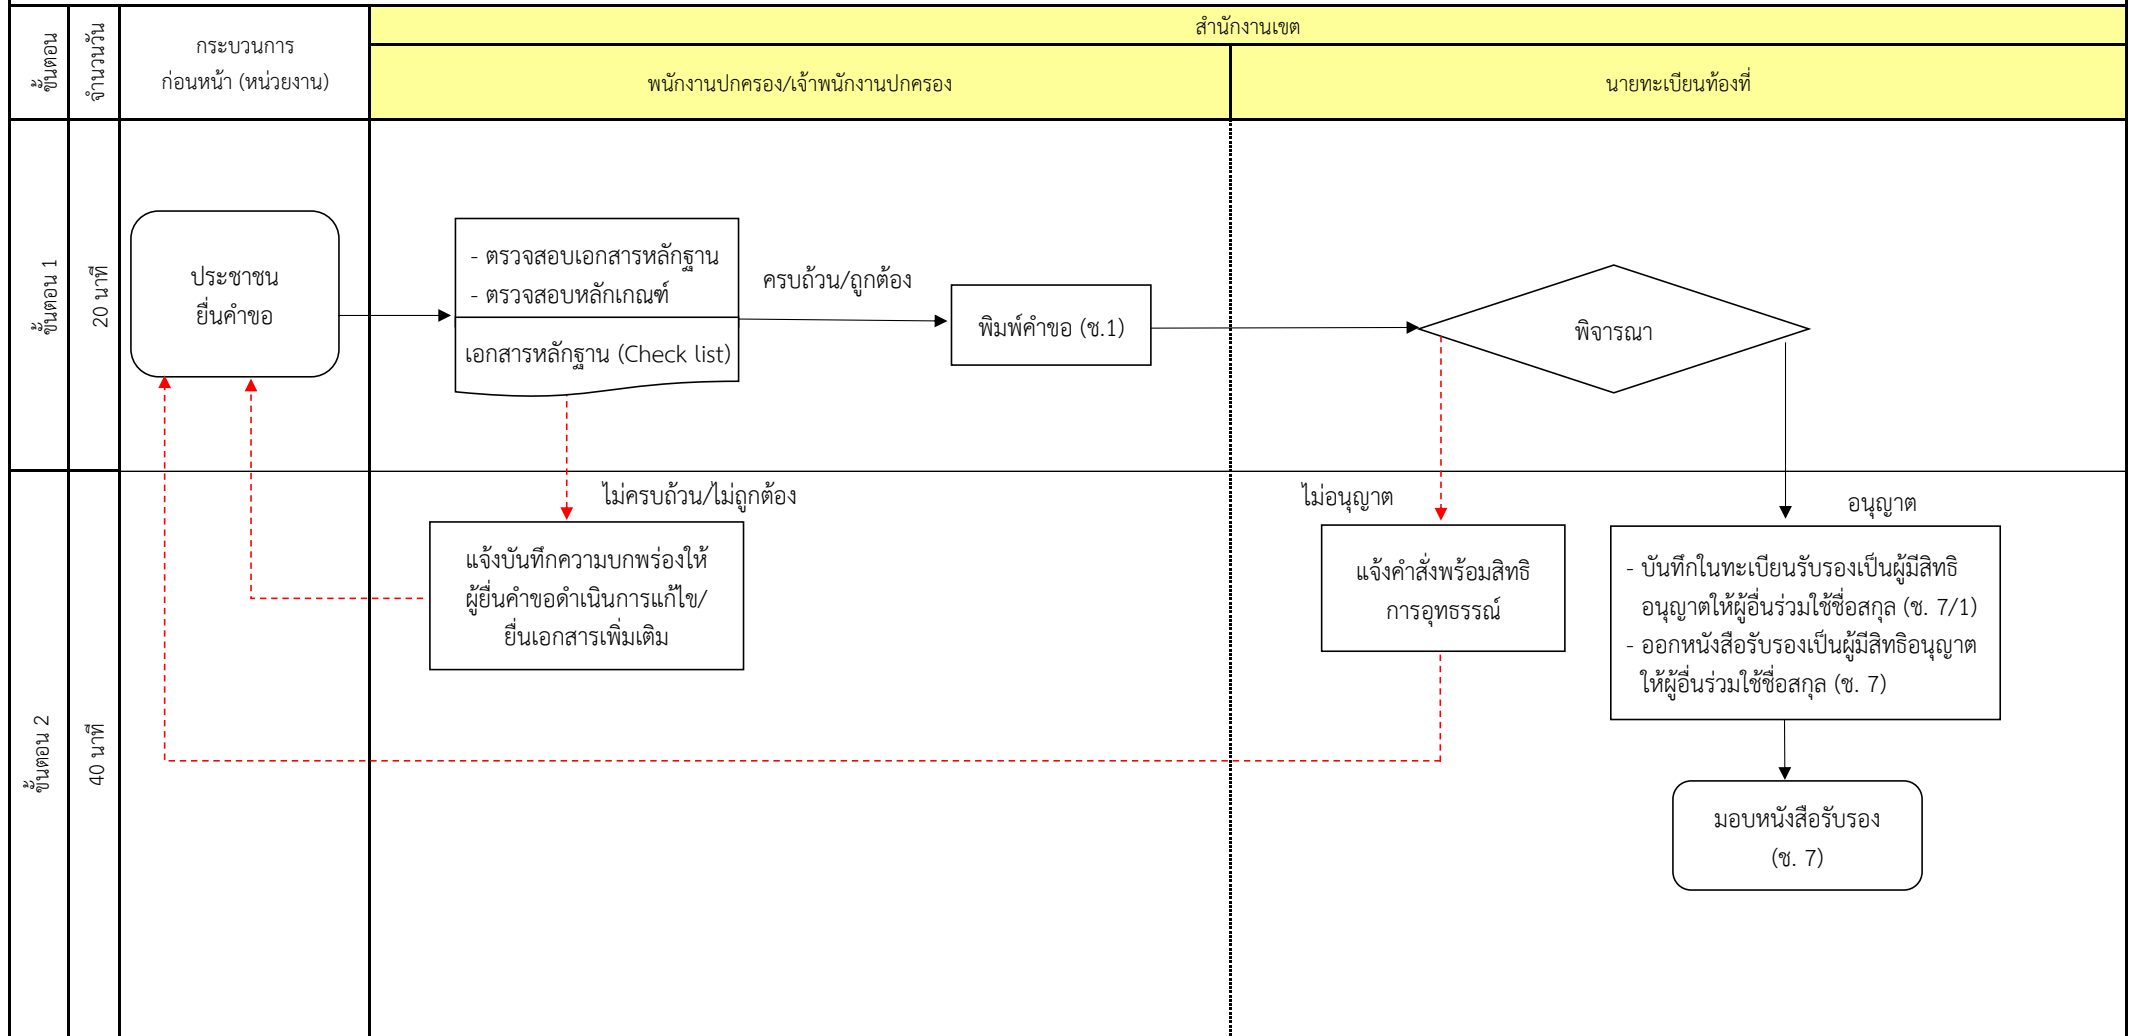 ขั้นตอน
จำนวนวัน
กระบวนการ
ก่อนหน้า (หน่วยงาน)
สำนักงานเขต
พนักงานปกครอง/เจ้าพนักงานปกครอง
นายทะเบียนท้องที่
ขั้นตอน 1
20 นาที
ประชาชน
ยื่นคำขอ
- ตรวจสอบเอกสารหลักฐาน
- ตรวจสอบหลักเกณฑ์
เอกสารหลักฐาน (Check list)
ครบถ้วน/ถูกต้อง
พิมพ์คำขอ (ช.1)
พิจารณา
ขั้นตอน 2
40 นาที
ไม่ครบถ้วน/ไม่ถูกต้อง
แจ้งบันทึกความบกพร่องให้
ผู้ยื่นคำขอดำเนินการแก้ไข/
ยื่นเอกสารเพิ่มเติม
ไม่อนุญาต
แจ้งคำสั่งพร้อมสิทธิ
การอุทธรรณ์
อนุญาต
- บันทึกในทะเบียนรับรองเป็นผู้มีสิทธิ
อนุญาตให้ผู้อื่นร่วมใช้ชื่อสกุล (ช. 7/1)
- ออกหนังสือรับรองเป็นผู้มีสิทธิอนุญาต
ให้ผู้อื่นร่วมใช้ชื่อสกุล (ช. 7)
มอบหนังสือรับรอง
(ช. 7)